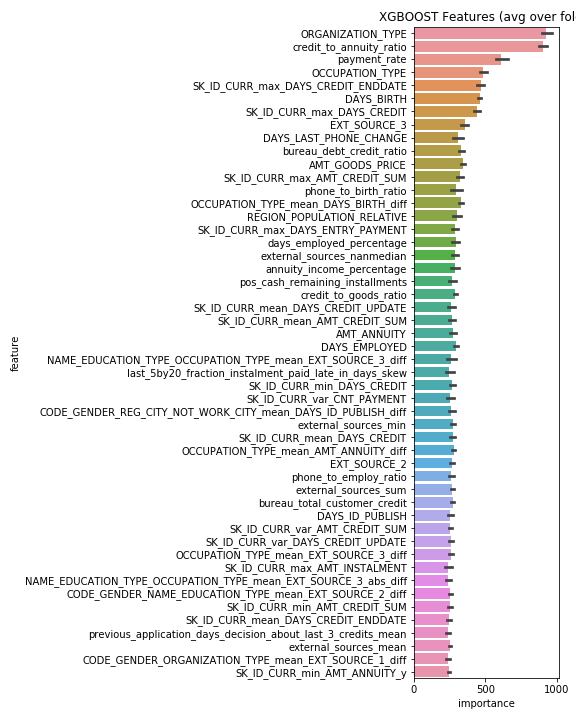 XGBOOST Features (avg over fol
ORGANIZATION_TYPE
credit_to_annuity_ratio
payment_rate
OCCUPATION_TYPE
SK_ID_CURR_max_DAYS_CREDIT_ENDDATE
DAYS_BIRTH
SK_ID_CURR_max_DAYS_CREDIT
EXT_SOURCE_3
DAYS_LAST_PHONE_CHANGE
bureau_debt_credit_ratio
AMT_GOODS_PRICE
SK_ID_CURR_max_AMT_CREDIT_SUM
phone_to_birth_ratio
OCCUPATION_TYPE_mean_DAYS_BIRTH_diff
REGION_POPULATION_RELATIVE
SK_ID_CURR_max_DAYS_ENTRY_PAYMENT
days_employed_percentage
external_sources_nanmedian
annuity_income_percentage
pos_cash_remaining_installments
credit_to_goods_ratio
SK_ID_CURR_mean_DAYS_CREDIT_UPDATE
SK_ID_CURR_mean_AMT_CREDIT_SUM
AMT_ANNUITY
DAYS_EMPLOYED
NAME_EDUCATION_TYPE_OCCUPATION_TYPE_mean_EXT_SOURCE_3_diff
last_5by20_fraction_instalment_paid_late_in_days_skew
SK_ID_CURR_min_DAYS_CREDIT
SK_ID_CURR_var_CNT_PAYMENT
CODE_GENDER_REG_CITY_NOT_WORK_CITY_mean_DAYS_ID_PUBLISH_diff
external_sources_min
SK_ID_CURR_mean_DAYS_CREDIT
OCCUPATION_TYPE_mean_AMT_ANNUITY_diff
EXT_SOURCE_2
phone_to_employ_ratio
external_sources_sum
bureau_total_customer_credit
DAYS_ID_PUBLISH
SK_ID_CURR_var_AMT_CREDIT_SUM
SK_ID_CURR_var_DAYS_CREDIT_UPDATE
OCCUPATION_TYPE_mean_EXT_SOURCE_3_diff
SK_ID_CURR_max_AMT_INSTALMENT
NAME_EDUCATION_TYPE_OCCUPATION_TYPE_mean_EXT_SOURCE_3_abs_diff
CODE_GENDER_NAME_EDUCATION_TYPE_mean_EXT_SOURCE_2_diff
SK_ID_CURR_min_AMT_CREDIT_SUM
SK_ID_CURR_mean_DAYS_CREDIT_ENDDATE
previous_application_days_decision_about_last_3_credits_mean
external_sources_mean
CODE_GENDER_ORGANIZATION_TYPE_mean_EXT_SOURCE_1_diff
SK_ID_CURR_min_AMT_ANNUITY_y
feature
0 500 1000
importance